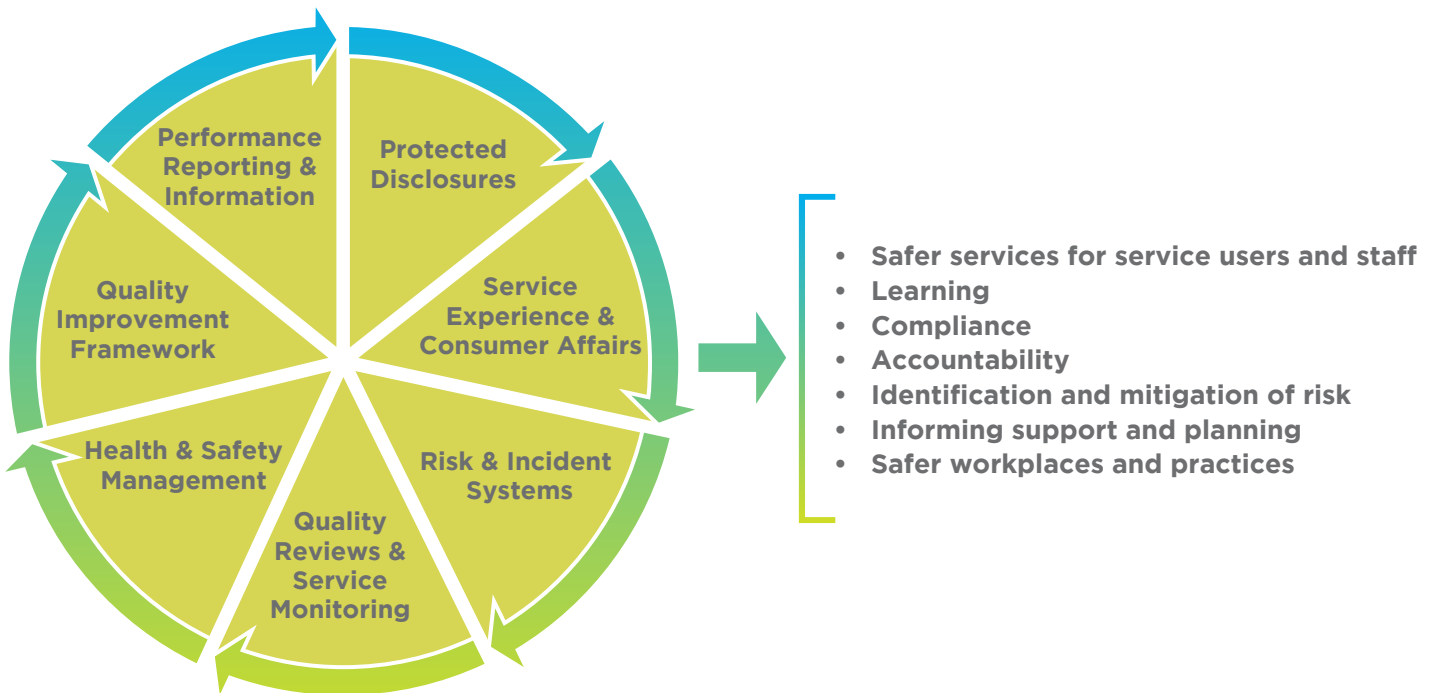 Performance
Reporting &
Information
Protected
Disclosures
Service
Experience &
Consumer Affairs
Risk & Incident
Systems
Quality
Reviews &
Service
Monitoring
Health & Safety
Management
Quality
Improvement
Framework
• Safer services for service users and staff
• Learning
• Compliance
• Accountability
• Identification and mitigation of risk
• Informing support and planning
• Safer workplaces and practices